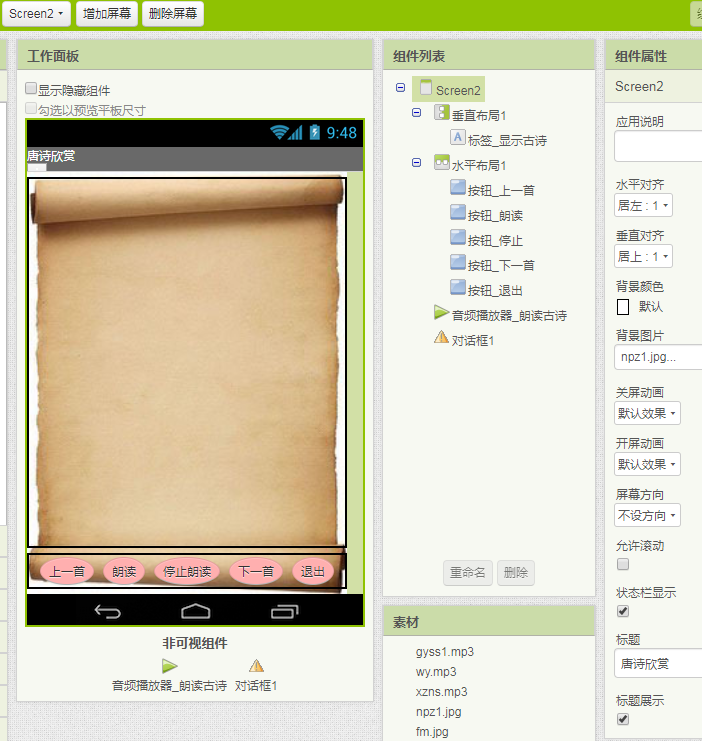 Screen2 增加屏幕 删除屏幕
工作面板
显示隐藏组件
勾选以预览平板尺寸
9:48
唐诗欣赏
上一首 朗读 停止朗读 下一首 退出
非可视组件
音频播放器_朗读古诗 对话框1
组件列表
Screen2
垂直布局1
A 标签_显示古诗
水平布局1
按钮_上一首
按钮_朗读
按钮_停止
按钮_下一首
按钮_退出
音频播放器_朗读古诗
对话框1
重命名 删除
素材
gyss1.mp3
wy.mp3
xzns.mp3
npz1.jpg
fm.jpg
组件属性
Screen2
应用说明
水平对齐
居左 : 1
垂直对齐
居上 : 1
背景颜色
默认
背景图片
npz1.jpg...
关屏动画
默认效果
开屏动画
默认效果
屏幕方向
不设方向
允许滚动
状态栏显示
标题
唐诗欣赏
标题展示